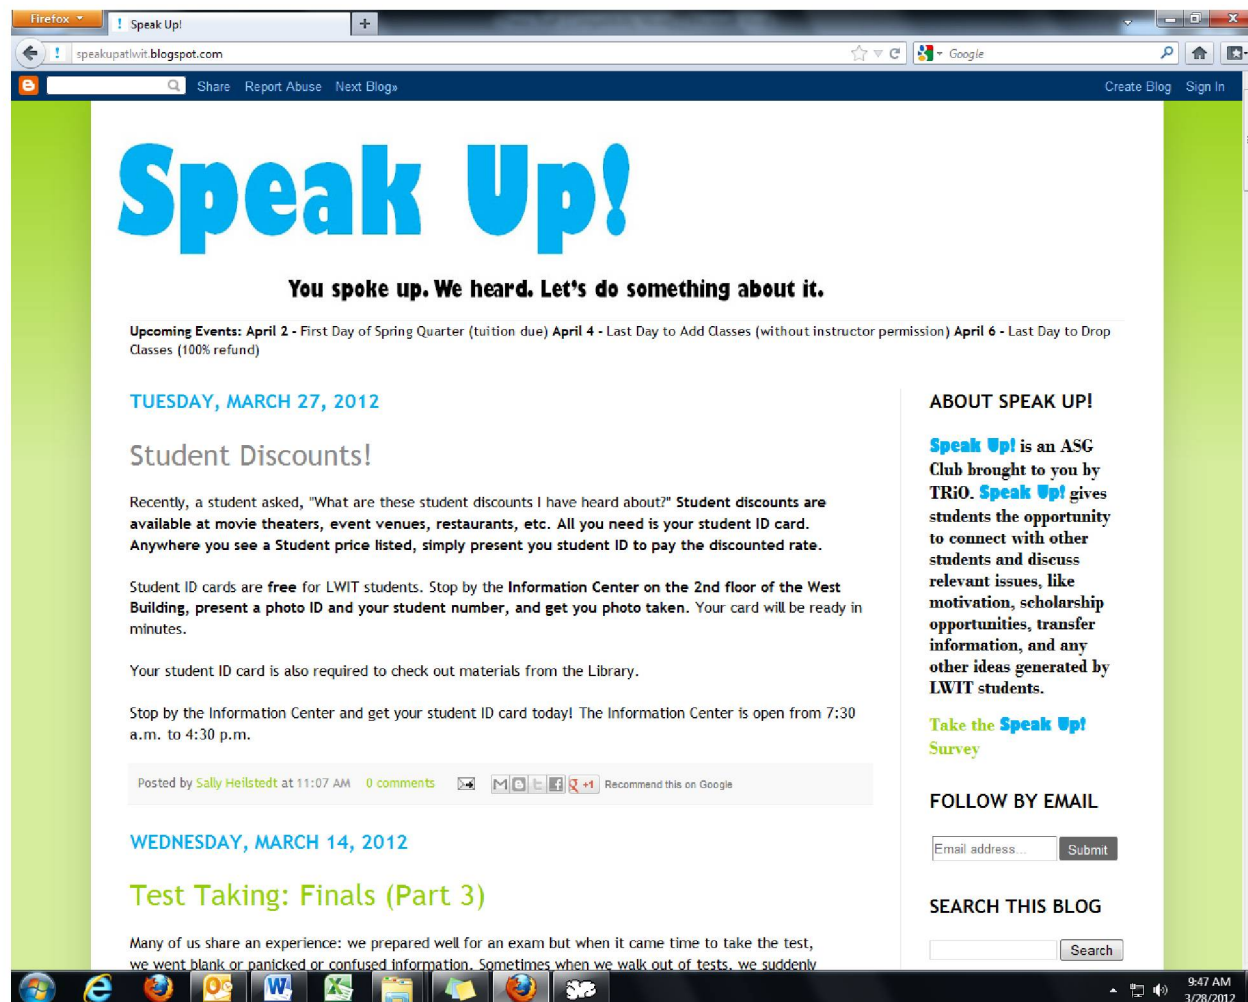 Firefox
! Speak Up!
+
speakupatlwit.blogspot.com
Google
Share Report Abuse Next Blog»
Create Blog Sign In
Speak Up!
You spoke up. We heard. Let's do something about it.
Upcoming Events: April 2 - First Day of Spring Quarter (tuition due) April 4 - Last Day to Add Classes (without instructor permission) April 6 - Last Day to Drop
Classes (100% refund)
TUESDAY, MARCH 27, 2012
Student Discounts!
Recently, a student asked, "What are these student discounts I have heard about?" Student discounts are
available at movie theaters, event venues, restaurants, etc. All you need is your student ID card.
Anywhere you see a Student price listed, simply present you student ID to pay the discounted rate.
Student ID cards are free for LWIT students. Stop by the Information Center on the 2nd floor of the West
Building, present a photo ID and your student number, and get you photo taken. Your card will be ready in
minutes.
Your student ID card is also required to check out materials from the Library.
Stop by the Information Center and get your student ID card today! The Information Center is open from 7:30
a.m. to 4:30 p.m.
Posted by Sally Heilstedt at 11:07 AM 0 comments
+1 Recommend this on Google
WEDNESDAY, MARCH 14, 2012
Test Taking: Finals (Part 3)
Many of us share an experience: we prepared well for an exam but when it came time to take the test,
we went blank or panicked or confused information. Sometimes when we walk out of tests, we suddenly
ABOUT SPEAK UP!
Speak Up! is an ASG
Club brought to you by
TRiO. Speak Up! gives
students the opportunity
to connect with other
students and discuss
relevant issues, like
motivation, scholarship
opportunities, transfer
information, and any
other ideas generated by
LWIT students.
Take the Speak Up!
Survey
FOLLOW BY EMAIL
Email address... Submit
SEARCH THIS BLOG
Search
9:47 AM
3/28/2012